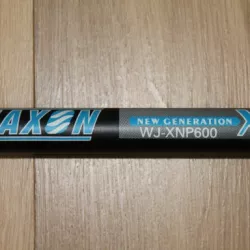 AXON
NEW GENERATION
WJ-XNP600
X